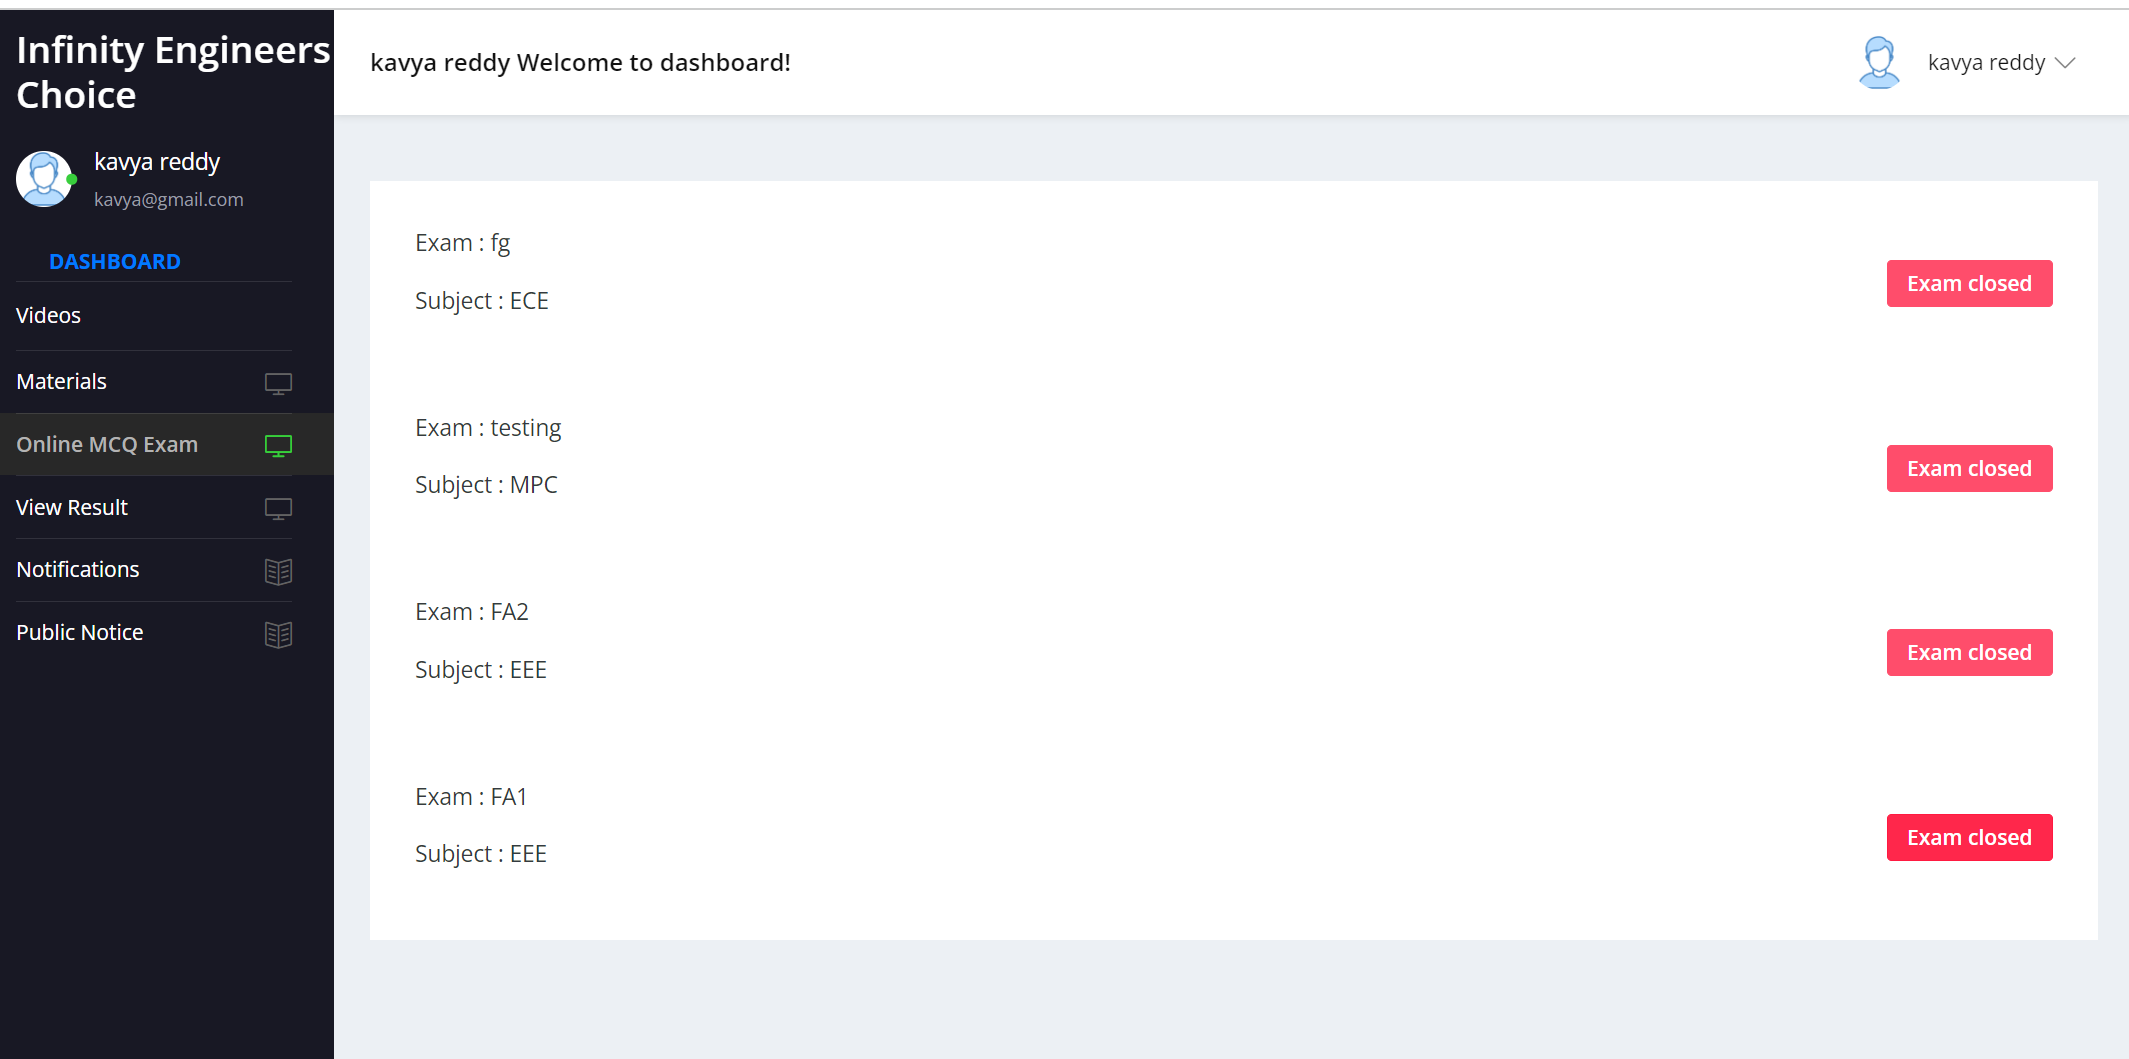 Infinity Engineers
Choice
kavya reddy
kavya@gmail.com
DASHBOARD
Videos
Materials
Online MCQ Exam
View Result
Notifications
Public Notice
kavya reddy Welcome to dashboard!
kavya reddy
Exam : fg
Subject : ECE
Exam closed
Exam : testing
Subject : MPC
Exam closed
Exam : FA2
Subject : EEE
Exam closed
Exam : FA1
Subject : EEE
Exam closed